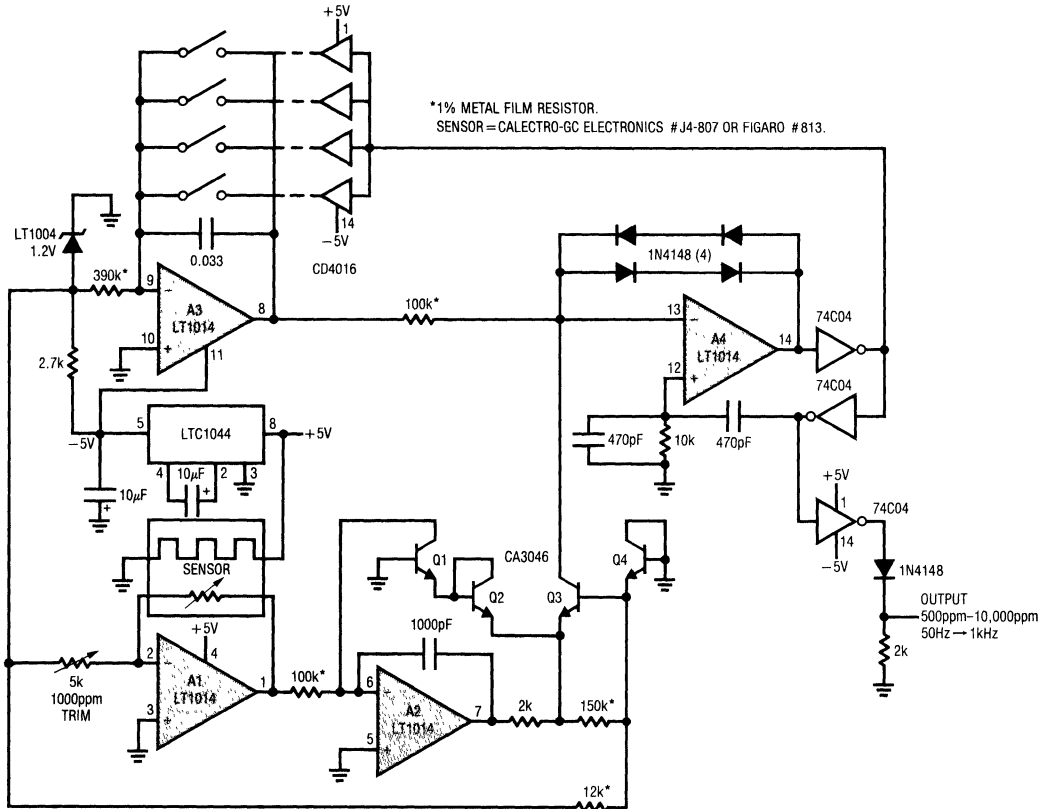 +5V
1
*1% METAL FILM RESISTOR.
SENSOR = CALECTRO-GC ELECTRONICS #J4-807 OR FIGARO #813.
14
−5V
LT1004
1.2V
0.033
CD4016
390k*
9
−
A3
LT1014
8
10
+
11
2.7k
100k*
1N4148 (4)
13
−
A4
LT1014
14
12
+
74C04
74C04
470pF
10k
470pF
−5V
5
LTC1044
8
+5V
4
10μF
+
2
3
10μF
+
SENSOR
+5V
1
74C04
14
−5V
1N4148
OUTPUT
500ppm–10,000ppm
50Hz → 1kHz
2k
Q1
Q2
CA3046
Q3
Q4
1000pF
5k
1000ppm
TRIM
+5V
4
2
−
A1
LT1014
1
3
+
100k*
6
−
A2
LT1014
7
5
+
2k
150k*
12k*